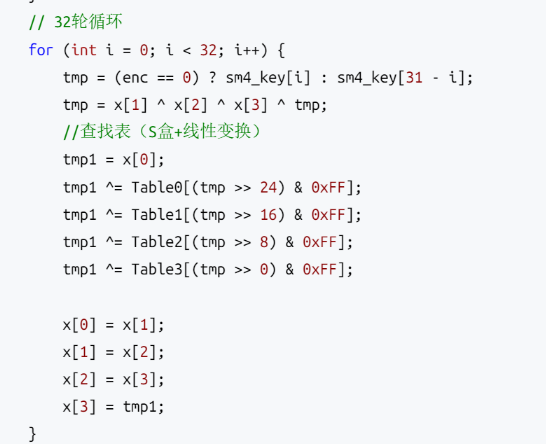 // 32轮循环
for (int i = 0; i < 32; i++) {
tmp = (enc == 0) ? sm4_key[i] : sm4_key[31 - i];
tmp = x[1] ^ x[2] ^ x[3] ^ tmp;
//查找表（S盒+线性变换）
tmp1 = x[0];
tmp1 ^= Table0[(tmp >> 24) & 0xFF];
tmp1 ^= Table1[(tmp >> 16) & 0xFF];
tmp1 ^= Table2[(tmp >> 8) & 0xFF];
tmp1 ^= Table3[(tmp >> 0) & 0xFF];
x[0] = x[1];
x[1] = x[2];
x[2] = x[3];
x[3] = tmp1;
}